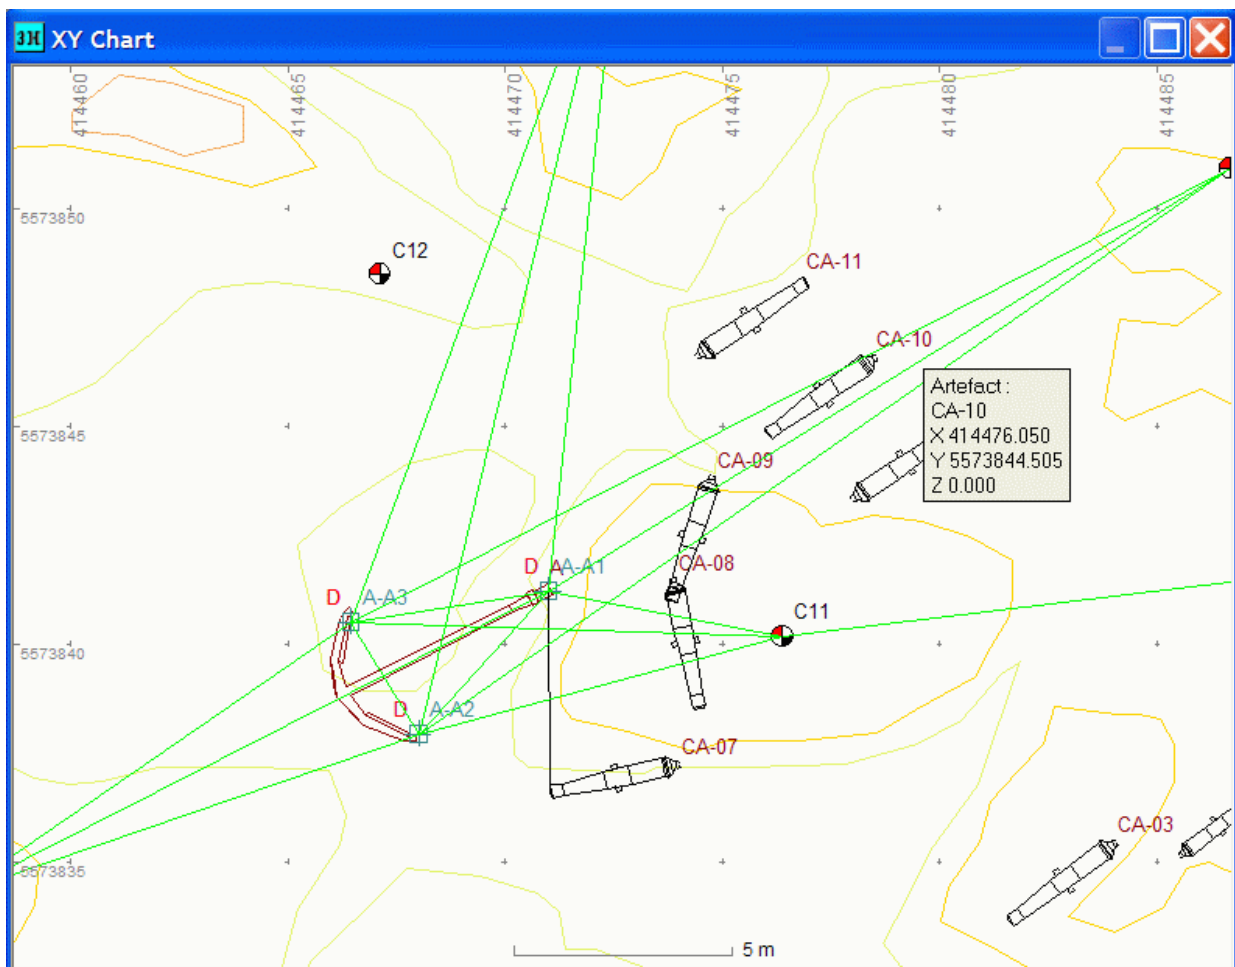 3H XY Chart
414460
414465
414470
414475
414480
414485
5573850
C12
CA-11
CA-10
Artefact :
CA-10
X 414476.050
Y 5573844.505
Z 0.000
5573845
CA-09
CA-08
D A A-A1
D A-A3
C11
5573840
D A-A2
CA-07
CA-03
5573835
5 m